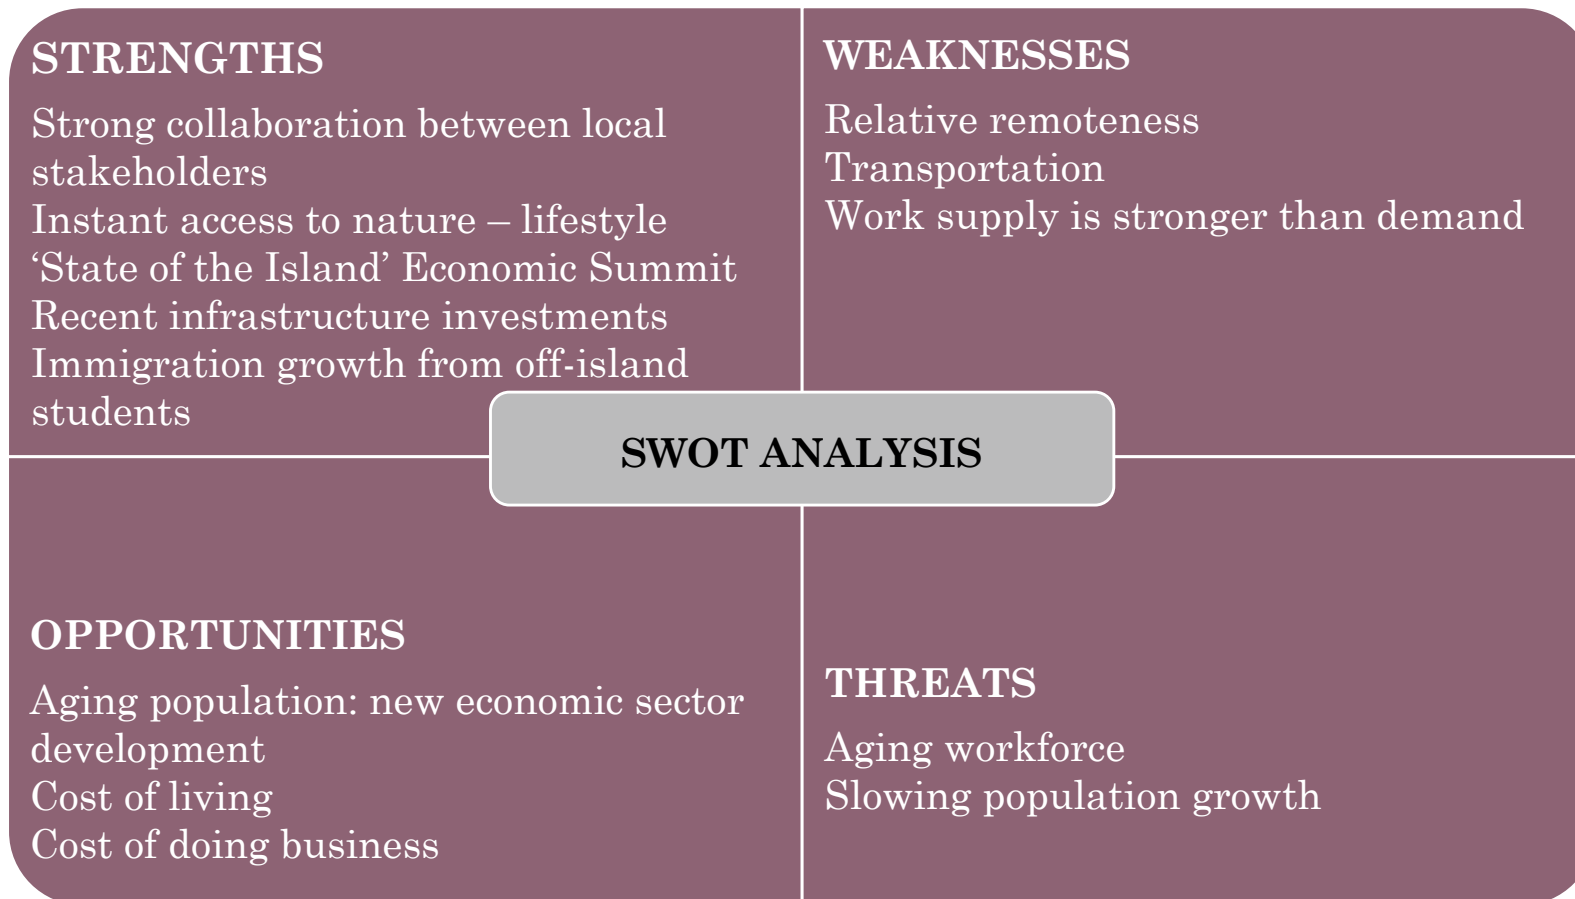 STRENGTHS
Strong collaboration between local
stakeholders
Instant access to nature – lifestyle
‘State of the Island’ Economic Summit
Recent infrastructure investments
Immigration growth from off-island
students
WEAKNESSES
Relative remoteness
Transportation
Work supply is stronger than demand
SWOT ANALYSIS
OPPORTUNITIES
Aging population: new economic sector
development
Cost of living
Cost of doing business
THREATS
Aging workforce
Slowing population growth